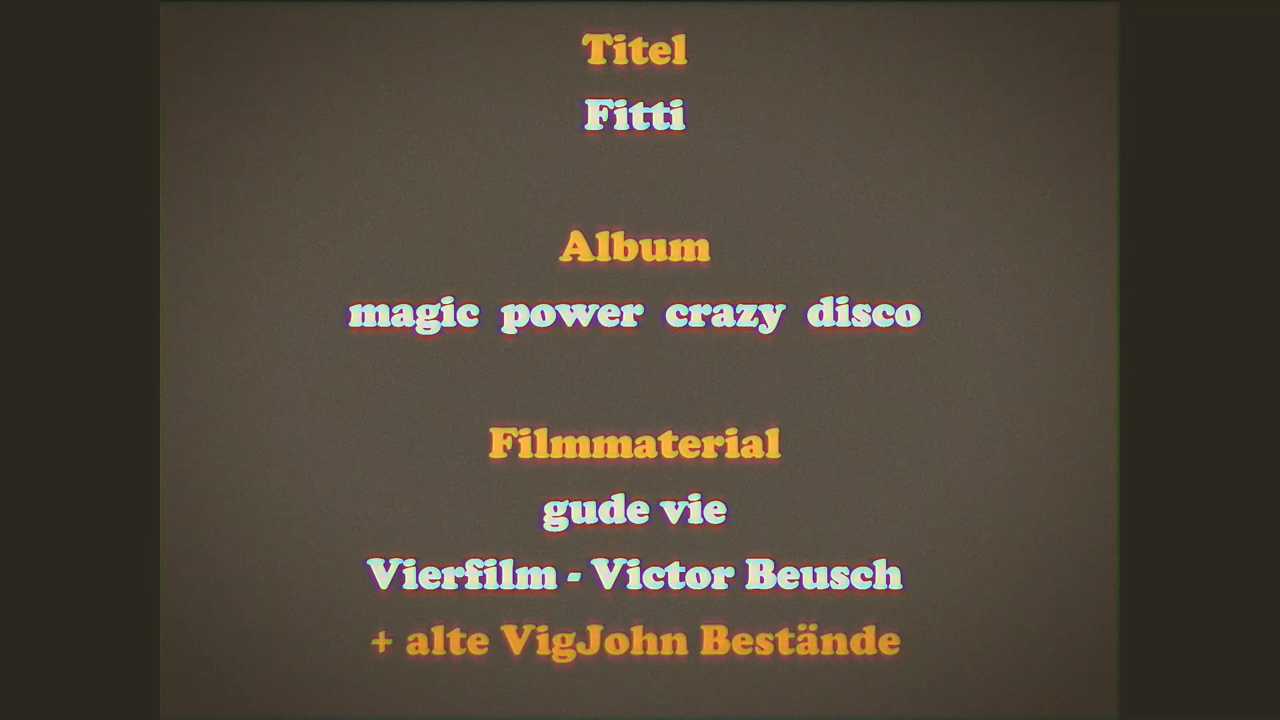 Titel
Fitti
Album
magic power crazy disco
Filmmaterial
gude vie
Vierfilm - Victor Beusch
+ alte VigJohn Bestände